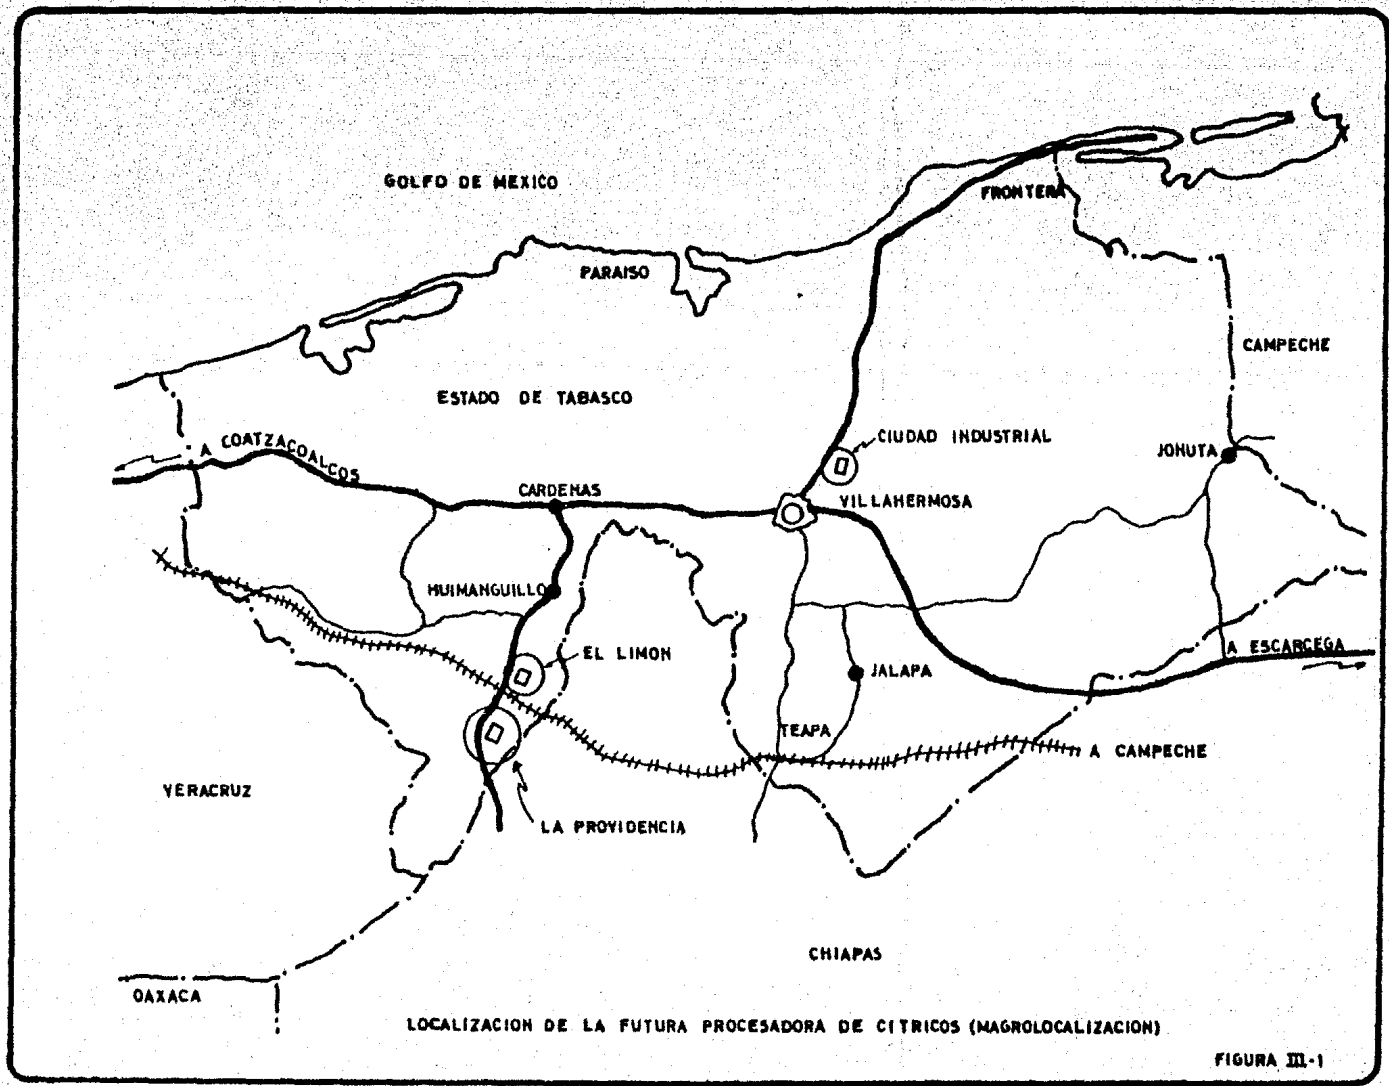 GOLFO DE MEXICO
FRONTERA
PARAISO
CAMPECHE
ESTADO DE TABASCO
CIUDAD INDUSTRIAL
A COATZACOALCOS
JONUTA
CARDENAS
VILLAHERMOSA
HUIMANGUILLO
EL LIMON
A ESCARCEGA
JALAPA
TEAPA
A CAMPECHE
VERACRUZ
LA PROVIDENCIA
CHIAPAS
OAXACA
LOCALIZACION DE LA FUTURA PROCESADORA DE CITRICOS (MAGROLOCALIZACION)
FIGURA III-1